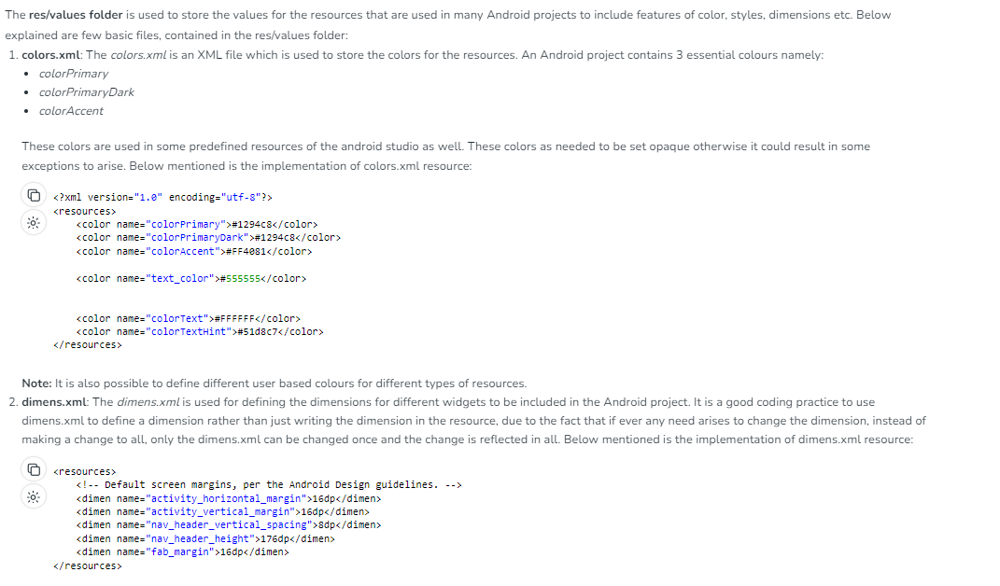 The res/values folder is used to store the values for the resources that are used in many Android projects to include features of color, styles, dimensions etc. Below
explained are few basic files, contained in the res/values folder:
1. colors.xml: The colors.xml is an XML file which is used to store the colors for the resources. An Android project contains 3 essential colours namely:
• colorPrimary
• colorPrimaryDark
• colorAccent
These colors are used in some predefined resources of the android studio as well. These colors as needed to be set opaque otherwise it could result in some
exceptions to arise. Below mentioned is the implementation of colors.xml resource:
<?xml version="1.0" encoding="utf-8"?>
<resources>
    <color name="colorPrimary">#1294c8</color>
    <color name="colorPrimaryDark">#1294c8</color>
    <color name="colorAccent">#FF4081</color>
    <color name="text_color">#555555</color>
    <color name="colorText">#FFFFFF</color>
    <color name="colorTextHint">#51d8c7</color>
</resources>
Note: It is also possible to define different user based colours for different types of resources.
2. dimens.xml: The dimens.xml is used for defining the dimensions for different widgets to be included in the Android project. It is a good coding practice to use
dimens.xml to define a dimension rather than just writing the dimension in the resource, due to the fact that if ever any need arises to change the dimension, instead of
making a change to all, only the dimens.xml can be changed once and the change is reflected in all. Below mentioned is the implementation of dimens.xml resource:
<resources>
    <!-- Default screen margins, per the Android Design guidelines. -->
    <dimen name="activity_horizontal_margin">16dp</dimen>
    <dimen name="activity_vertical_margin">16dp</dimen>
    <dimen name="nav_header_vertical_spacing">8dp</dimen>
    <dimen name="nav_header_height">176dp</dimen>
    <dimen name="fab_margin">16dp</dimen>
</resources>